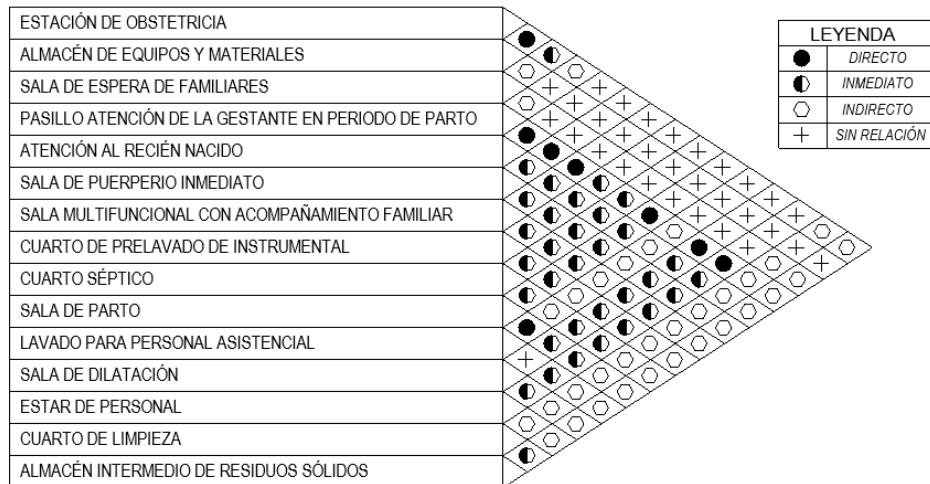 ESTACIÓN DE OBSTETRICIA
ALMACÉN DE EQUIPOS Y MATERIALES
SALA DE ESPERA DE FAMILIARES
PASILLO ATENCIÓN DE LA GESTANTE EN PERIODO DE PARTO
ATENCIÓN AL RECIÉN NACIDO
SALA DE PUERPERIO INMEDIATO
SALA MULTIFUNCIONAL CON ACOMPAÑAMIENTO FAMILIAR
CUARTO DE PRELAVADO DE INSTRUMENTAL
CUARTO SÉPTICO
SALA DE PARTO
LAVADO PARA PERSONAL ASISTENCIAL
SALA DE DILATACIÓN
ESTAR DE PERSONAL
CUARTO DE LIMPIEZA
ALMACÉN INTERMEDIO DE RESIDUOS SÓLIDOS
LEYENDA
DIRECTO
INMEDIATO
INDIRECTO
SIN RELACIÓN